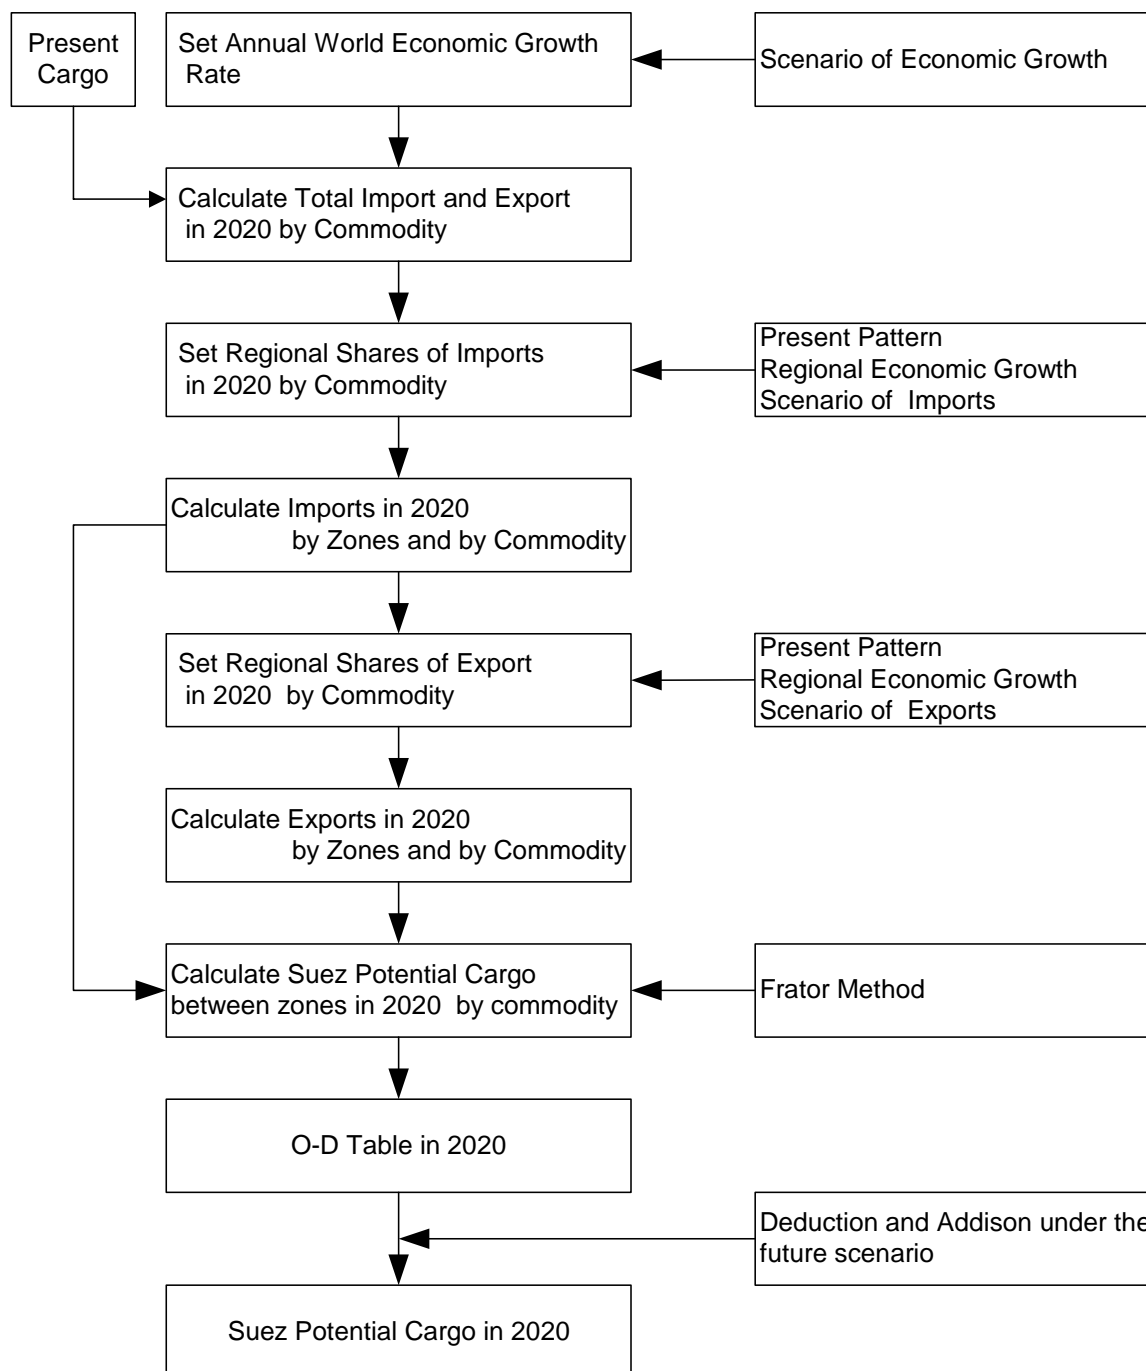 Present
Cargo
Set Annual World Economic Growth
Rate
Scenario of Economic Growth
Calculate Total Import and Export
in 2020 by Commodity
Set Regional Shares of Imports
in 2020 by Commodity
Present Pattern
Regional Economic Growth
Scenario of Imports
Calculate Imports in 2020
by Zones and by Commodity
Set Regional Shares of Export
in 2020 by Commodity
Present Pattern
Regional Economic Growth
Scenario of Exports
Calculate Exports in 2020
by Zones and by Commodity
Calculate Suez Potential Cargo
between zones in 2020 by commodity
Frator Method
O-D Table in 2020
Deduction and Addison under the
future scenario
Suez Potential Cargo in 2020